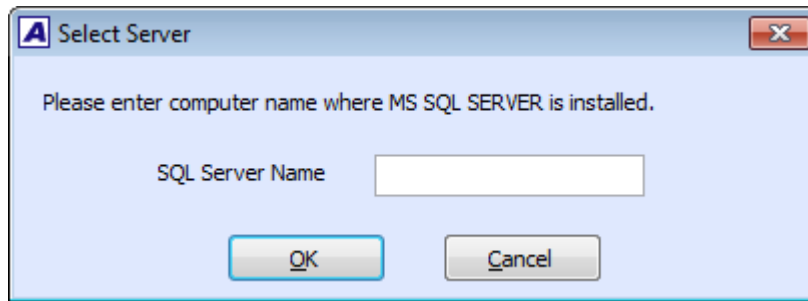 A Select Server
Please enter computer name where MS SQL SERVER is installed.
SQL Server Name
OK
Cancel